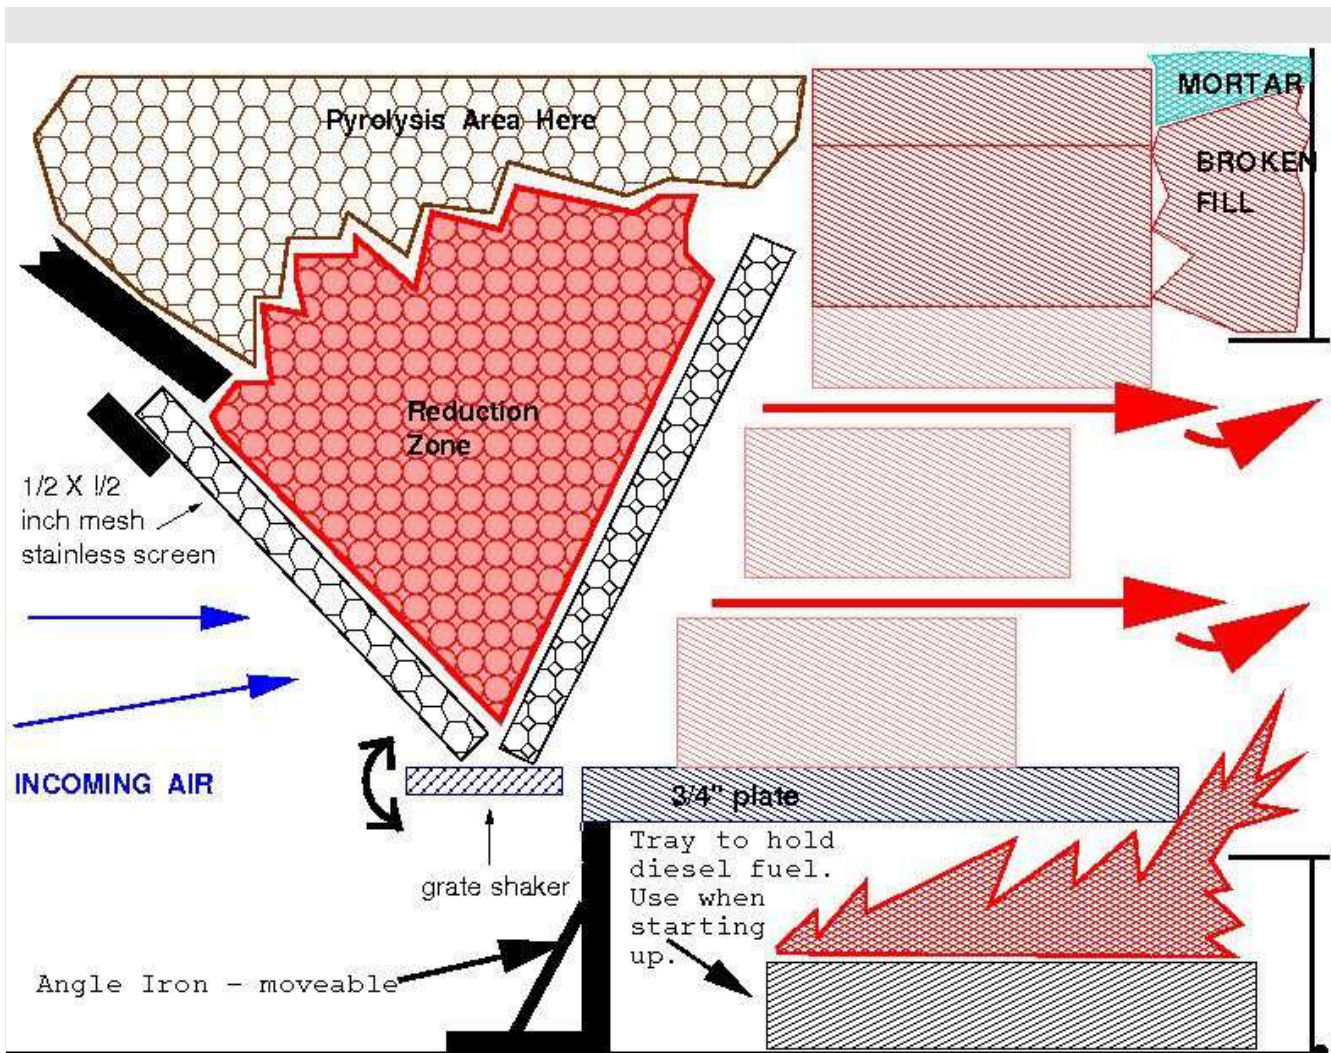 MORTAR
Pyrolysis Area Here
BROKEN
FILL
Reduction
Zone
1/2 X 1/2
inch mesh
stainless screen
INCOMING AIR
3/4" plate
Tray to hold
diesel fuel.
Use when
starting
up.
grate shaker
Angle Iron - moveable